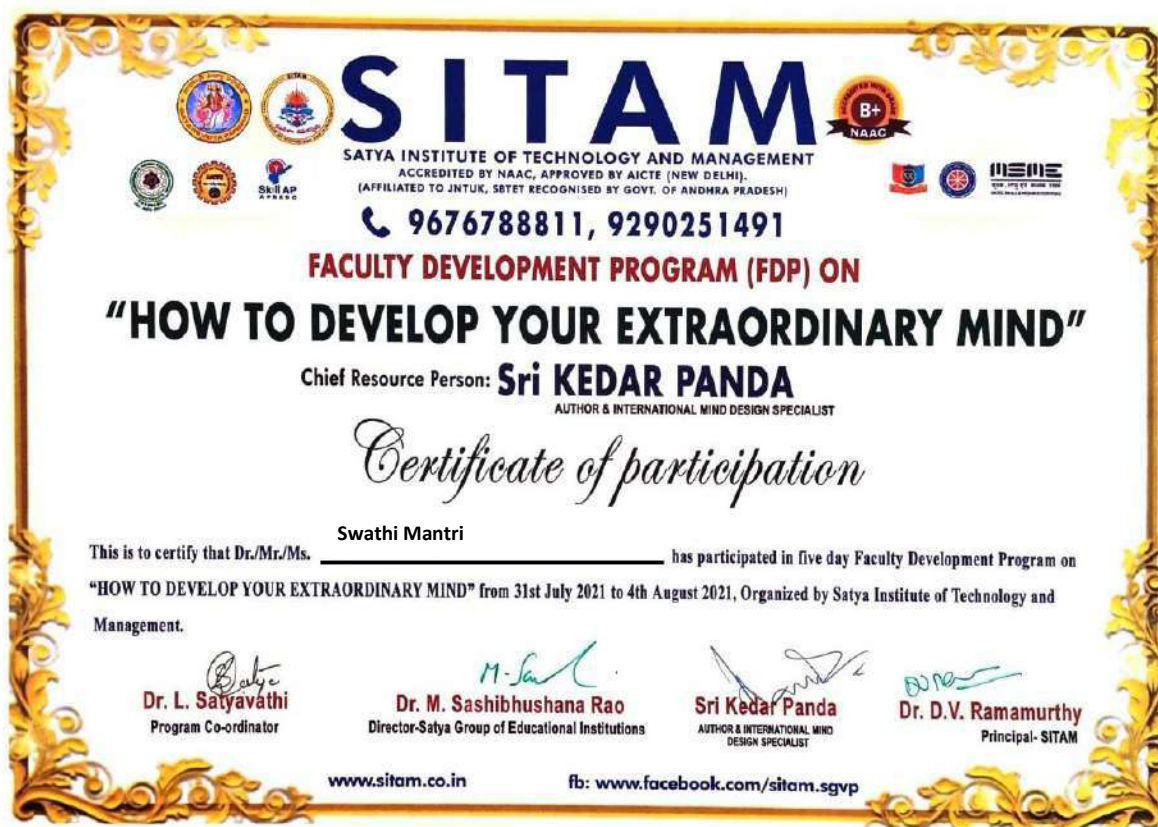 SITAM
B+
NAAC
SATYA INSTITUTE OF TECHNOLOGY AND MANAGEMENT
ACCREDITED BY NAAC, APPROVED BY AICTE (NEW DELHI).
(AFFILIATED TO JNTUK, SBTET RECOGNISED BY GOVT. OF ANDHRA PRADESH)
Skill AP
MSME
9676788811, 9290251491
FACULTY DEVELOPMENT PROGRAM (FDP) ON
"HOW TO DEVELOP YOUR EXTRAORDINARY MIND"
Chief Resource Person: Sri KEDAR PANDA
AUTHOR & INTERNATIONAL MIND DESIGN SPECIALIST
Certificate of participation
Swathi Mantri
This is to certify that Dr./Mr./Ms. has participated in five day Faculty Development Program on
"HOW TO DEVELOP YOUR EXTRAORDINARY MIND" from 31st July 2021 to 4th August 2021, Organized by Satya Institute of Technology and
Management.
Dr. L. Satyavathi
Program Co-ordinator
Dr. M. Sashibhushana Rao
Director-Satya Group of Educational Institutions
Sri Kedar Panda
AUTHOR & INTERNATIONAL MIND
DESIGN SPECIALIST
Dr. D.V. Ramamurthy
Principal- SITAM
www.sitam.co.in
fb: www.facebook.com/sitam.sgvp